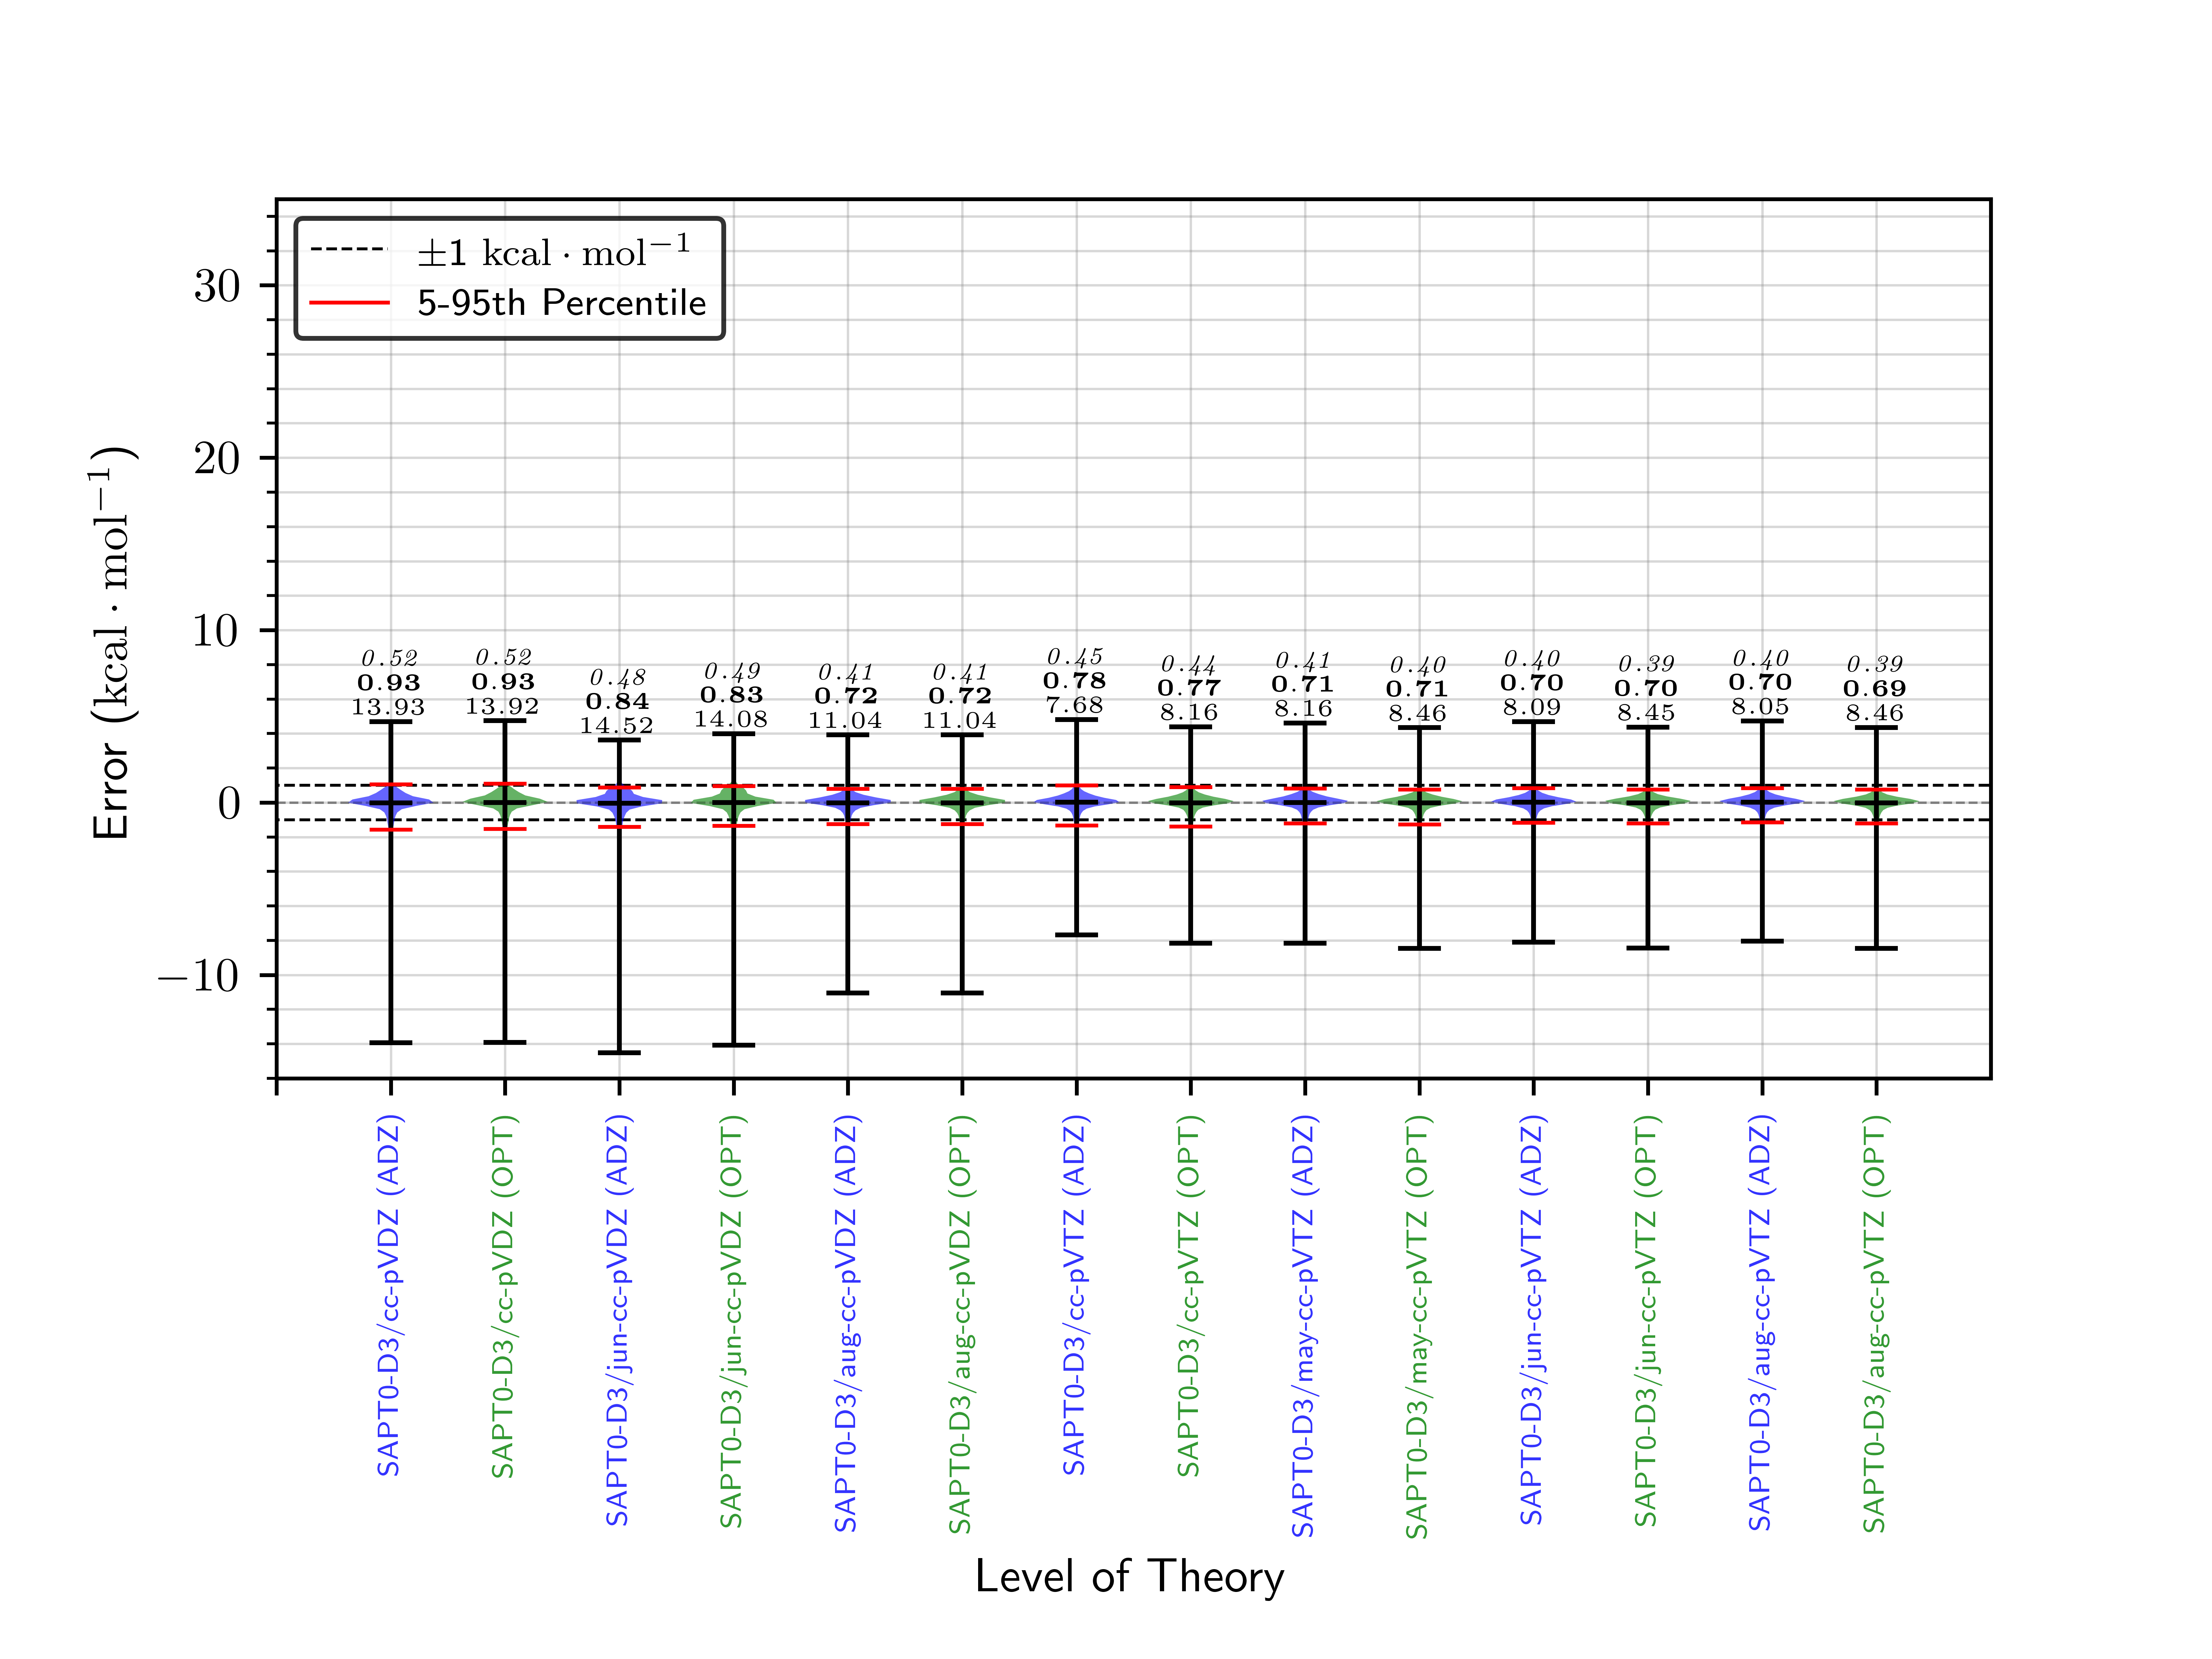 ±1 kcal · mol⁻¹
5-95th Percentile
30
20
10
0
−10
Error (kcal · mol⁻¹)
0.52
0.93
13.93
0.52
0.93
13.92
0.48
0.84
14.52
0.49
0.83
14.08
0.41
0.72
11.04
0.41
0.72
11.04
0.45
0.78
7.68
0.44
0.77
8.16
0.41
0.71
8.16
0.40
0.71
8.46
0.40
0.70
8.09
0.39
0.70
8.45
0.40
0.70
8.05
0.39
0.69
8.46
SAPT0-D3/cc-pVDZ (ADZ)
SAPT0-D3/cc-pVDZ (OPT)
SAPT0-D3/jun-cc-pVDZ (ADZ)
SAPT0-D3/jun-cc-pVDZ (OPT)
SAPT0-D3/aug-cc-pVDZ (ADZ)
SAPT0-D3/aug-cc-pVDZ (OPT)
SAPT0-D3/cc-pVTZ (ADZ)
SAPT0-D3/cc-pVTZ (OPT)
SAPT0-D3/may-cc-pVTZ (ADZ)
SAPT0-D3/may-cc-pVTZ (OPT)
SAPT0-D3/jun-cc-pVTZ (ADZ)
SAPT0-D3/jun-cc-pVTZ (OPT)
SAPT0-D3/aug-cc-pVTZ (ADZ)
SAPT0-D3/aug-cc-pVTZ (OPT)
Level of Theory